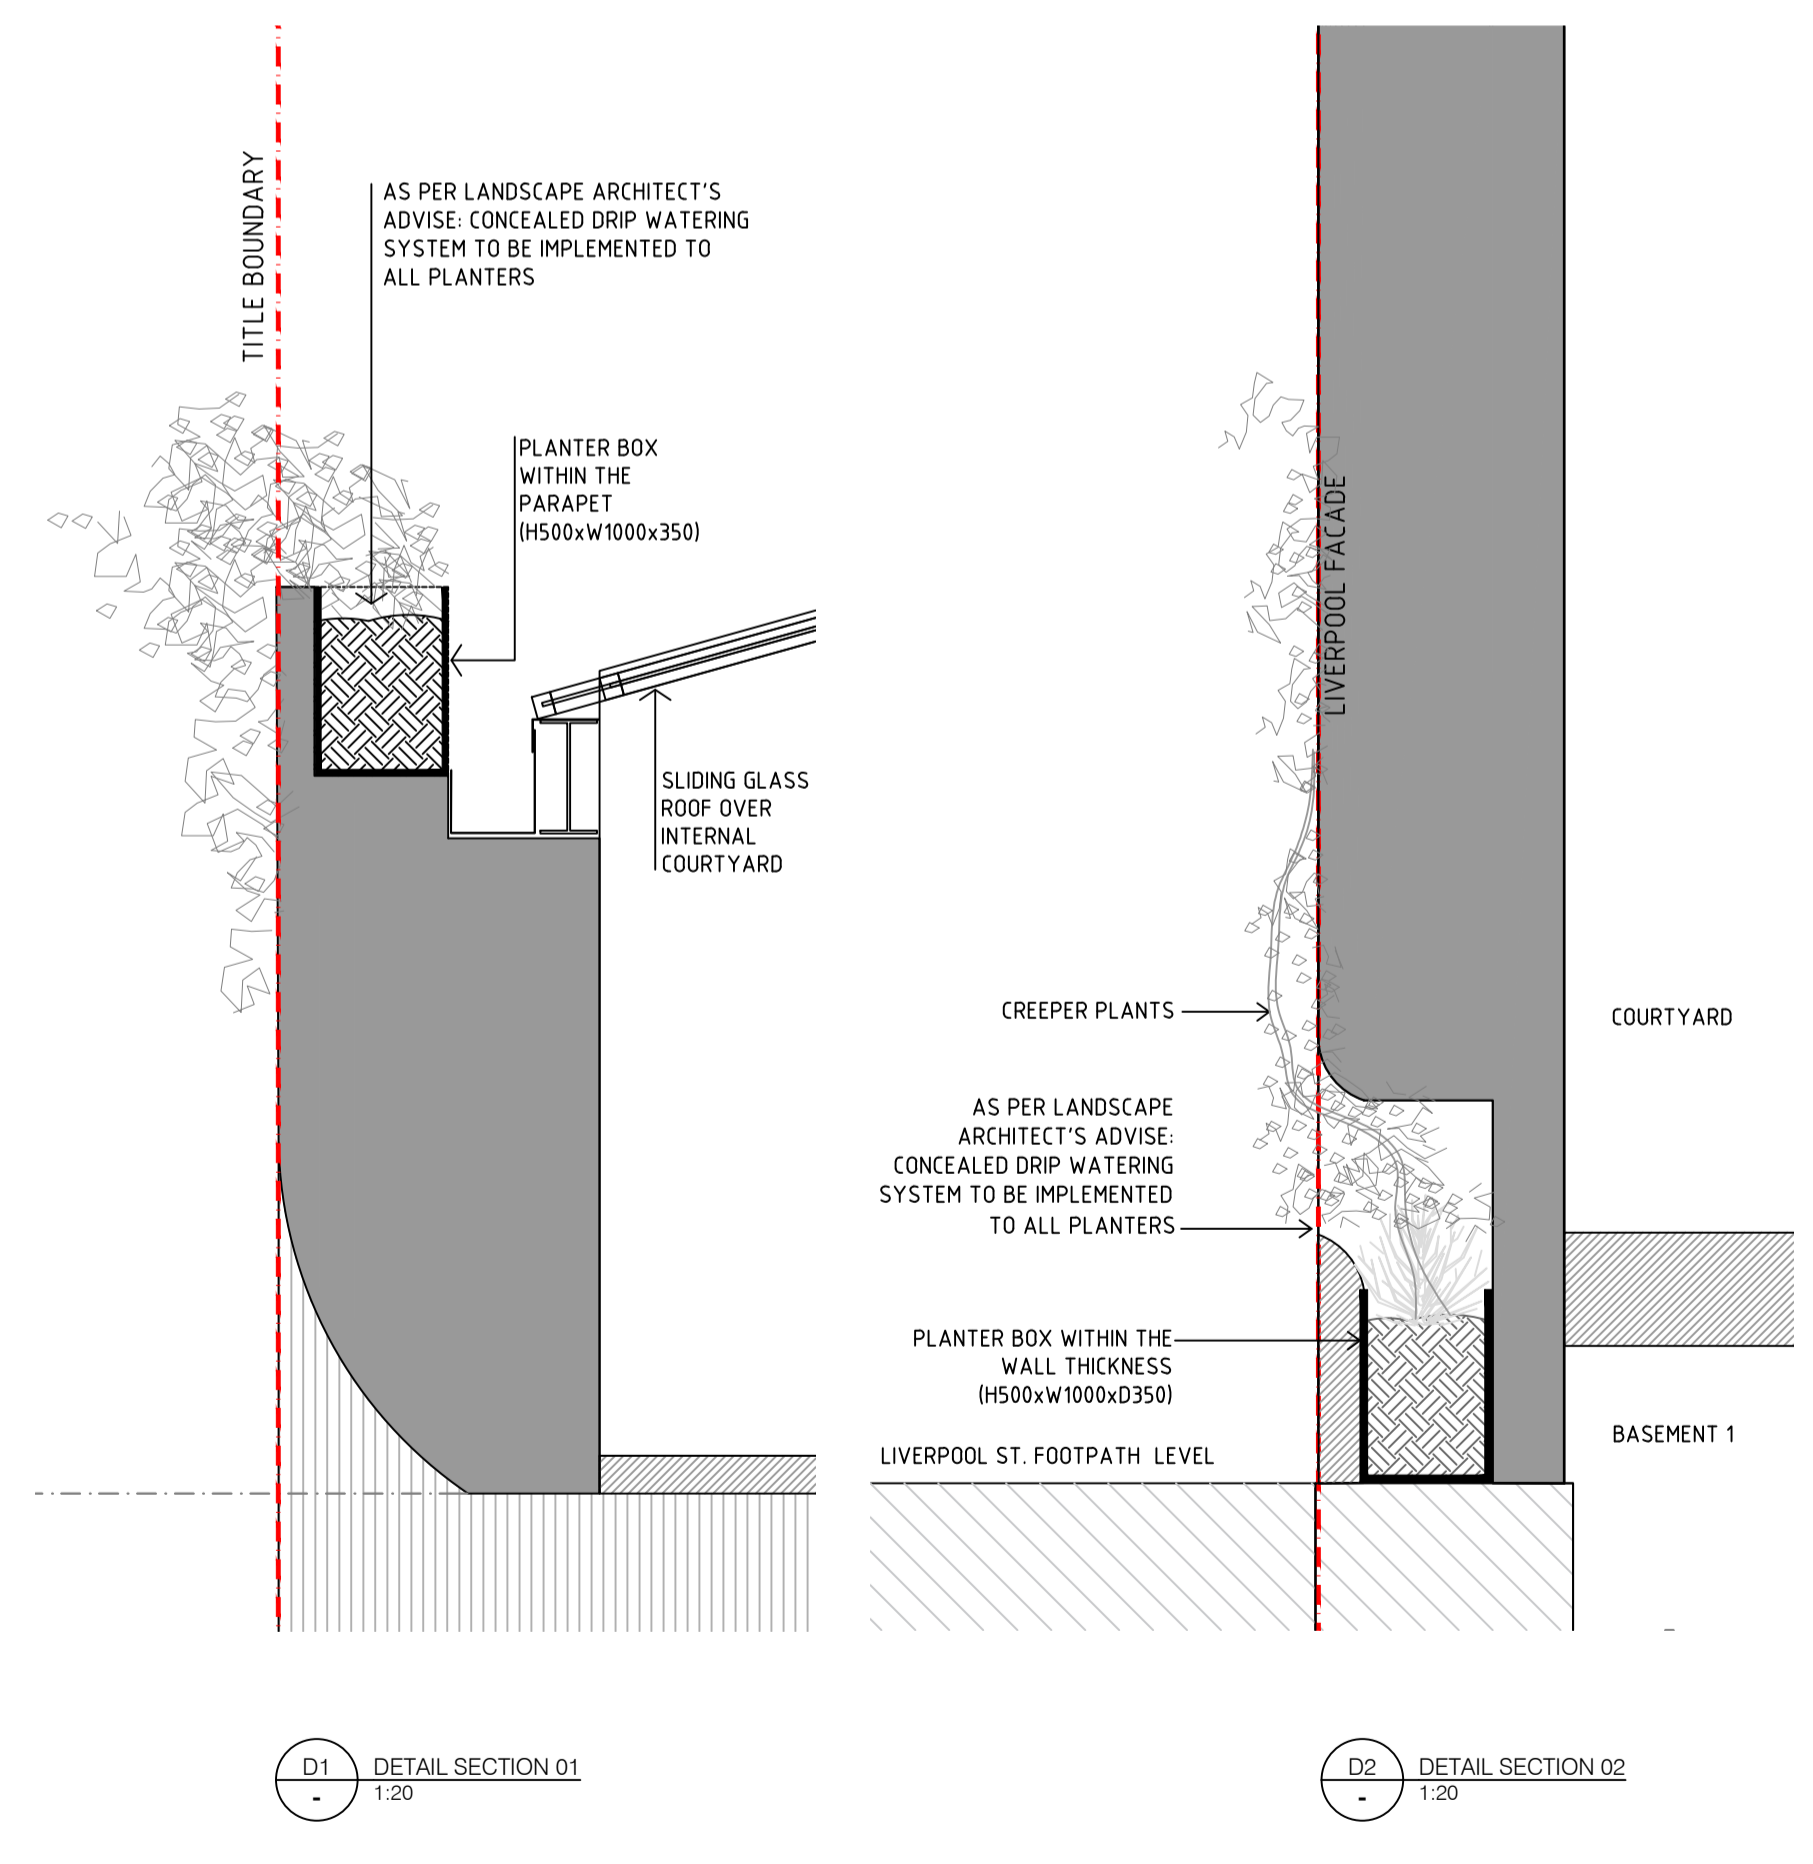 TITLE BOUNDARY
AS PER LANDSCAPE ARCHITECT'S
ADVISE: CONCEALED DRIP WATERING
SYSTEM TO BE IMPLEMENTED TO
ALL PLANTERS
PLANTER BOX
WITHIN THE
PARAPET
(H500xW1000x350)
SLIDING GLASS
ROOF OVER
INTERNAL
COURTYARD
D1
-
DETAIL SECTION 01
1:20
LIVERPOOL FACADE
CREEPER PLANTS
COURTYARD
AS PER LANDSCAPE
ARCHITECT'S ADVISE:
CONCEALED DRIP WATERING
SYSTEM TO BE IMPLEMENTED
TO ALL PLANTERS
PLANTER BOX WITHIN THE
WALL THICKNESS
(H500xW1000xD350)
BASEMENT 1
LIVERPOOL ST. FOOTPATH LEVEL
D2
-
DETAIL SECTION 02
1:20